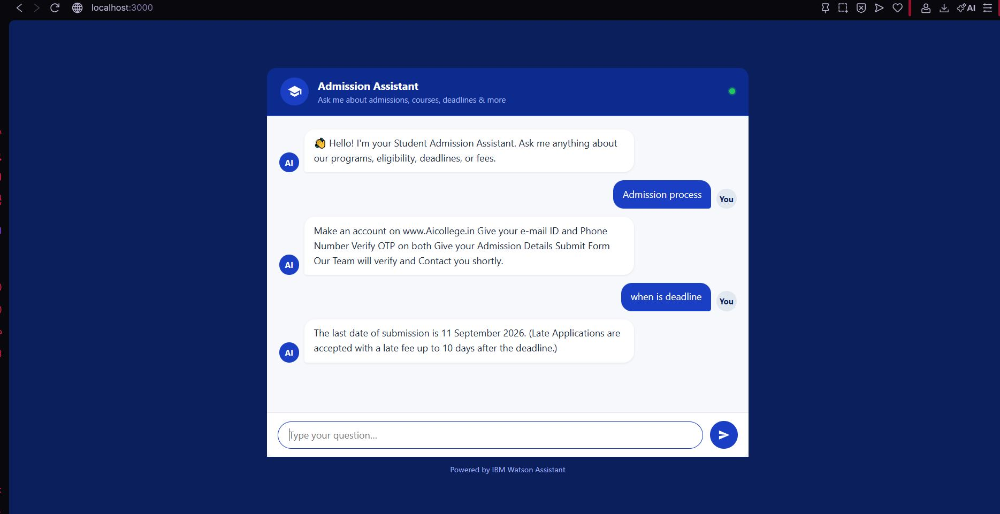 localhost:3000
AI
Admission Assistant
Ask me about admissions, courses, deadlines & more
👋 Hello! I'm your Student Admission Assistant. Ask me anything about
our programs, eligibility, deadlines, or fees.
AI
Admission process
You
Make an account on www.Aicollege.in Give your e-mail ID and Phone
Number Verify OTP on both Give your Admission Details Submit Form
Our Team will verify and Contact you shortly.
AI
when is deadline
You
The last date of submission is 11 September 2026. (Late Applications are
accepted with a late fee up to 10 days after the deadline.)
AI
Type your question...
Powered by IBM Watson Assistant